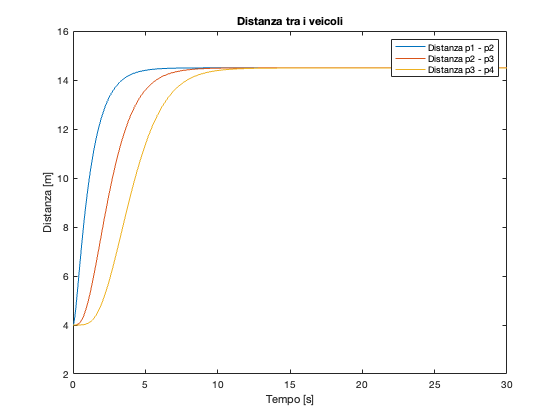 Distanza tra i veicoli
16
14
12
10
8
6
4
2
Distanza [m]
0
5
10
15
20
25
30
Tempo [s]
Distanza p1 - p2
Distanza p2 - p3
Distanza p3 - p4